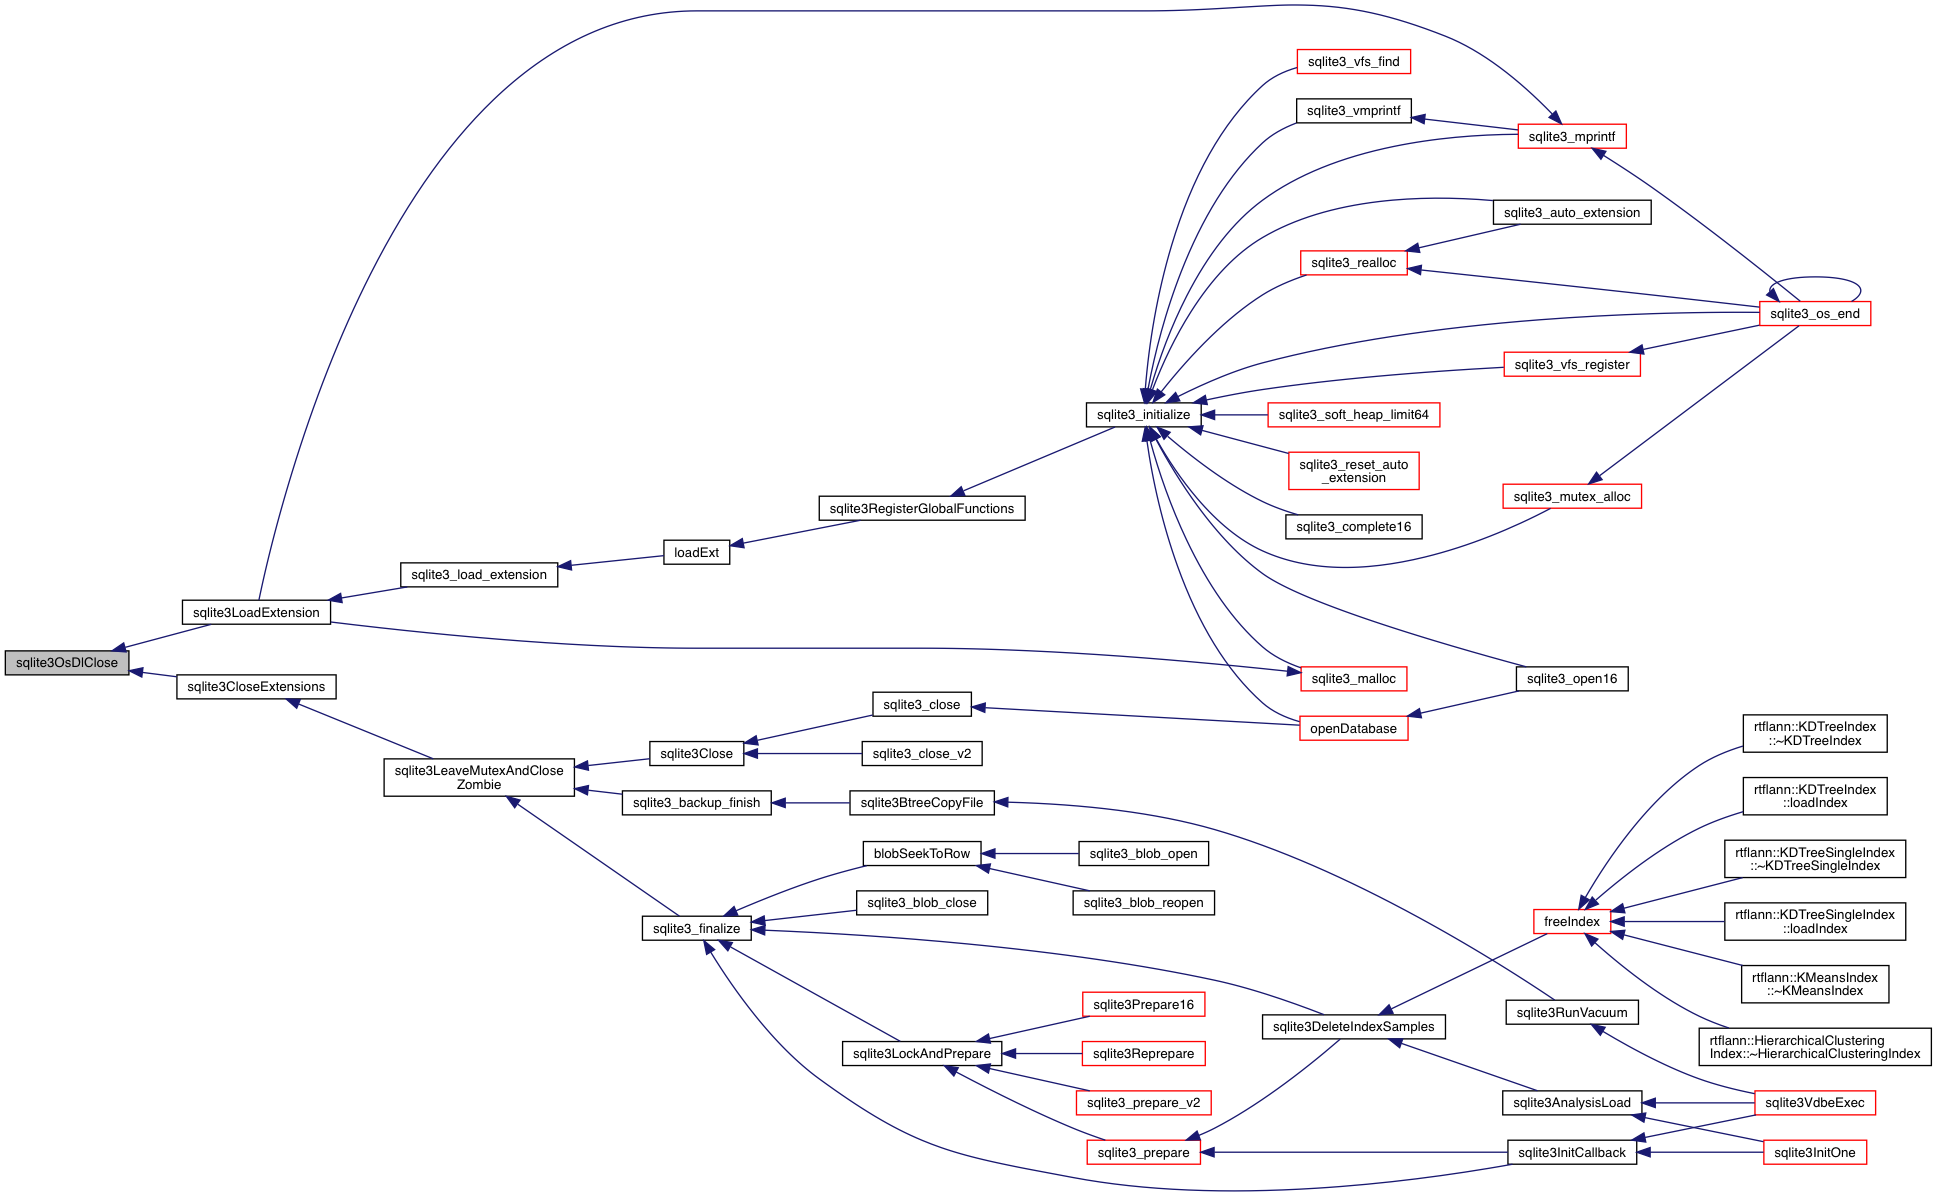 sqlite3_vfs_find
sqlite3_vmprintf
sqlite3_mprintf
sqlite3_auto_extension
sqlite3_realloc
sqlite3_os_end
sqlite3_vfs_register
sqlite3_initialize
sqlite3_soft_heap_limit64
sqlite3_reset_auto
_extension
sqlite3_mutex_alloc
sqlite3RegisterGlobalFunctions
sqlite3_complete16
loadExt
sqlite3_load_extension
sqlite3LoadExtension
sqlite3OsDlClose
sqlite3_malloc
sqlite3_open16
sqlite3CloseExtensions
sqlite3_close
openDatabase
rtflann::KDTreeIndex
::~KDTreeIndex
sqlite3Close
sqlite3_close_v2
sqlite3LeaveMutexAndClose
Zombie
sqlite3_backup_finish
sqlite3BtreeCopyFile
rtflann::KDTreeIndex
::loadIndex
blobSeekToRow
sqlite3_blob_open
rtflann::KDTreeSingleIndex
::~KDTreeSingleIndex
sqlite3_blob_close
sqlite3_blob_reopen
sqlite3_finalize
freeIndex
rtflann::KDTreeSingleIndex
::loadIndex
rtflann::KMeansIndex
::~KMeansIndex
sqlite3Prepare16
sqlite3RunVacuum
sqlite3DeleteIndexSamples
rtflann::HierarchicalClustering
Index::~HierarchicalClusteringIndex
sqlite3LockAndPrepare
sqlite3Reprepare
sqlite3_prepare_v2
sqlite3AnalysisLoad
sqlite3VdbeExec
sqlite3_prepare
sqlite3InitCallback
sqlite3InitOne